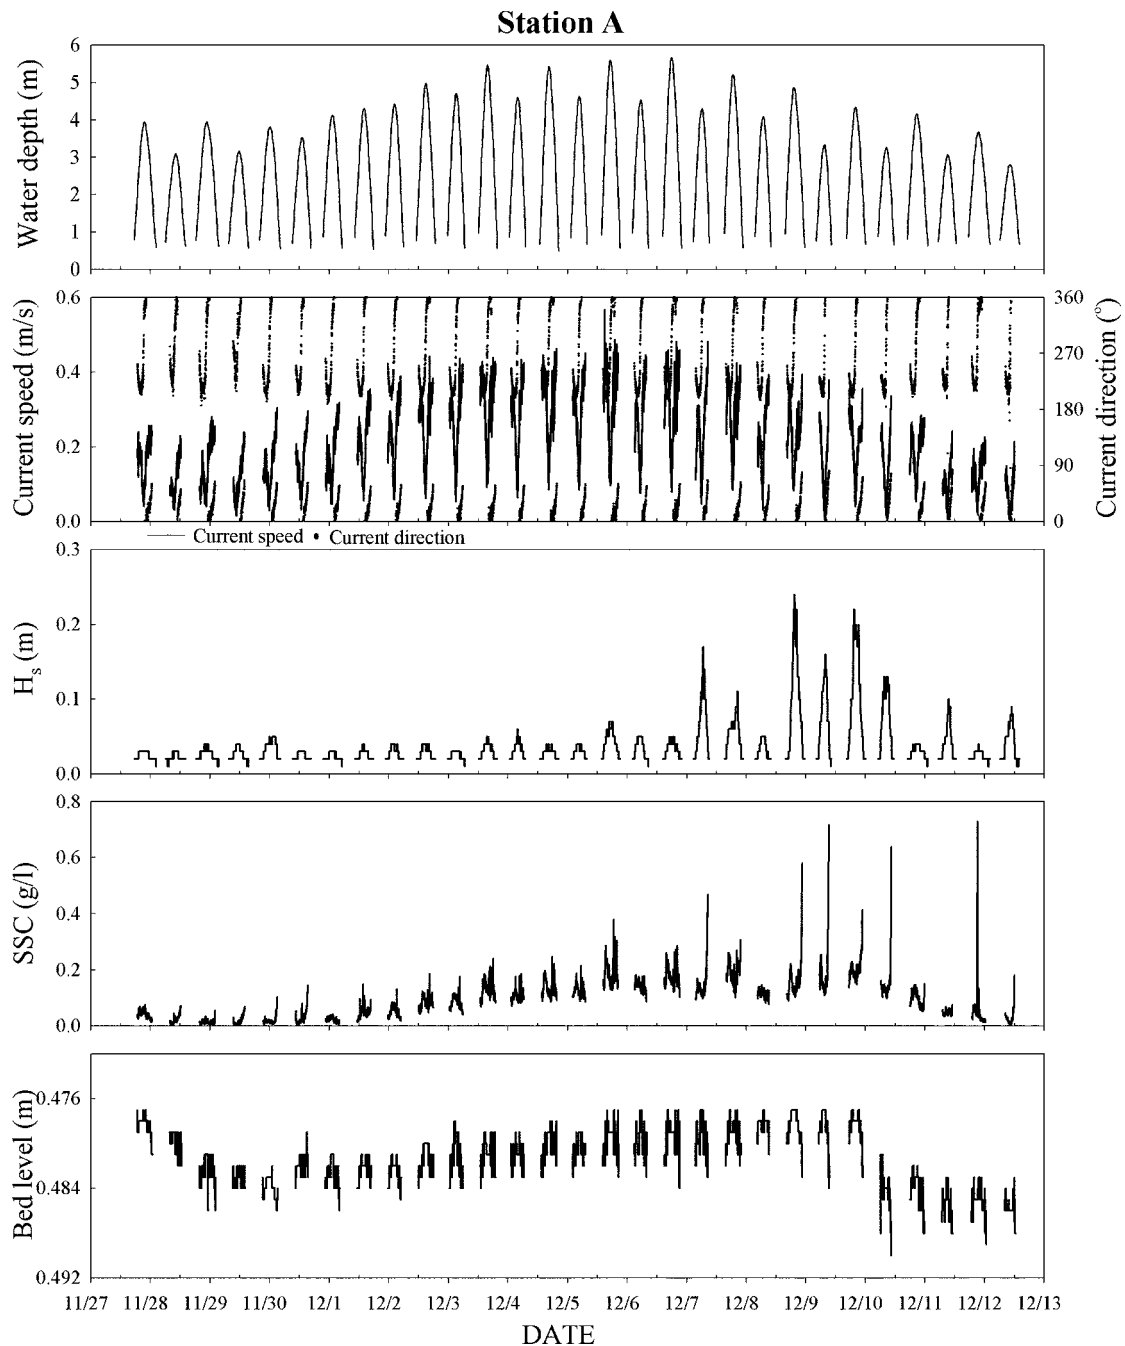 Station A
Water depth (m)
6
5
4
3
2
1
0
Current speed (m/s)
0.6
0.4
0.2
0.0
360
270
180
90
0
Current direction (°)
Current speed • Current direction
H_s (m)
0.3
0.2
0.1
0.0
SSC (g/l)
0.8
0.6
0.4
0.2
0.0
Bed level (m)
0.476
0.484
0.492
11/27 11/28 11/29 11/30 12/1 12/2 12/3 12/4 12/5 12/6 12/7 12/8 12/9 12/10 12/11 12/12 12/13
DATE